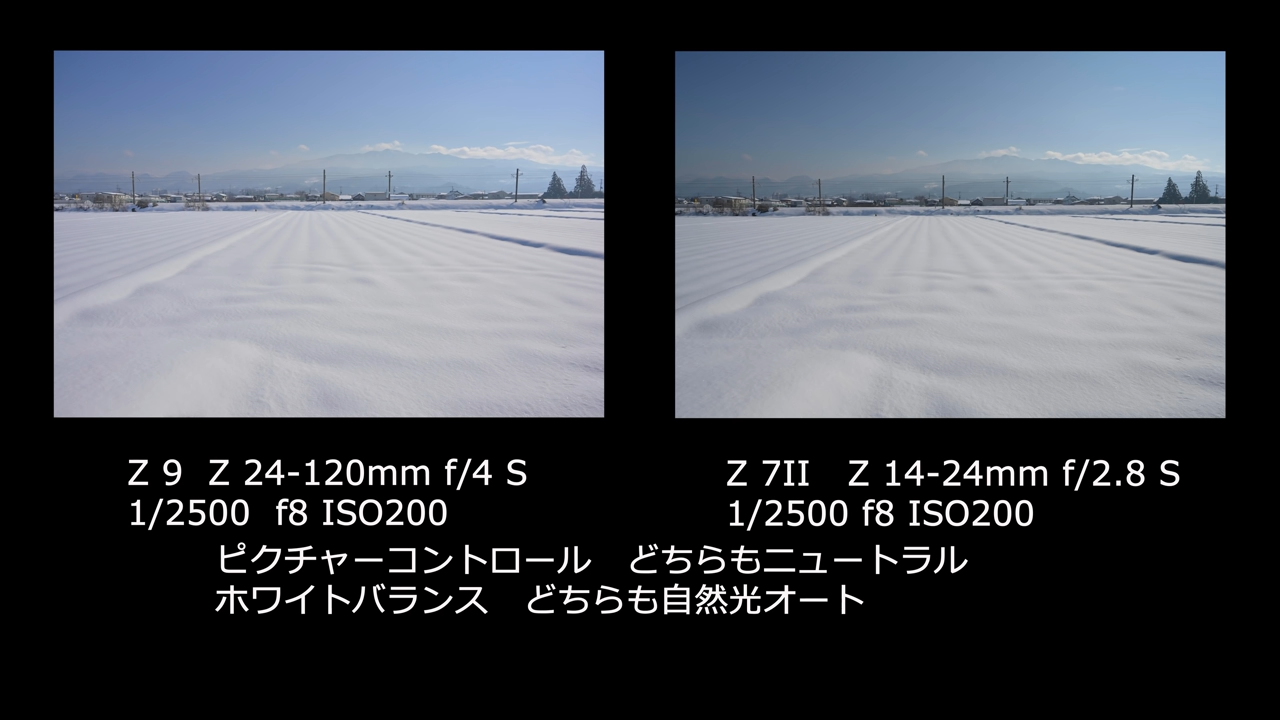 Z 9 Z 24-120mm f/4 S
1/2500 f8 ISO200
Z 7II Z 14-24mm f/2.8 S
1/2500 f8 ISO200
ピクチャーコントロール　どちらもニュートラル
ホワイトバランス　どちらも自然光オート